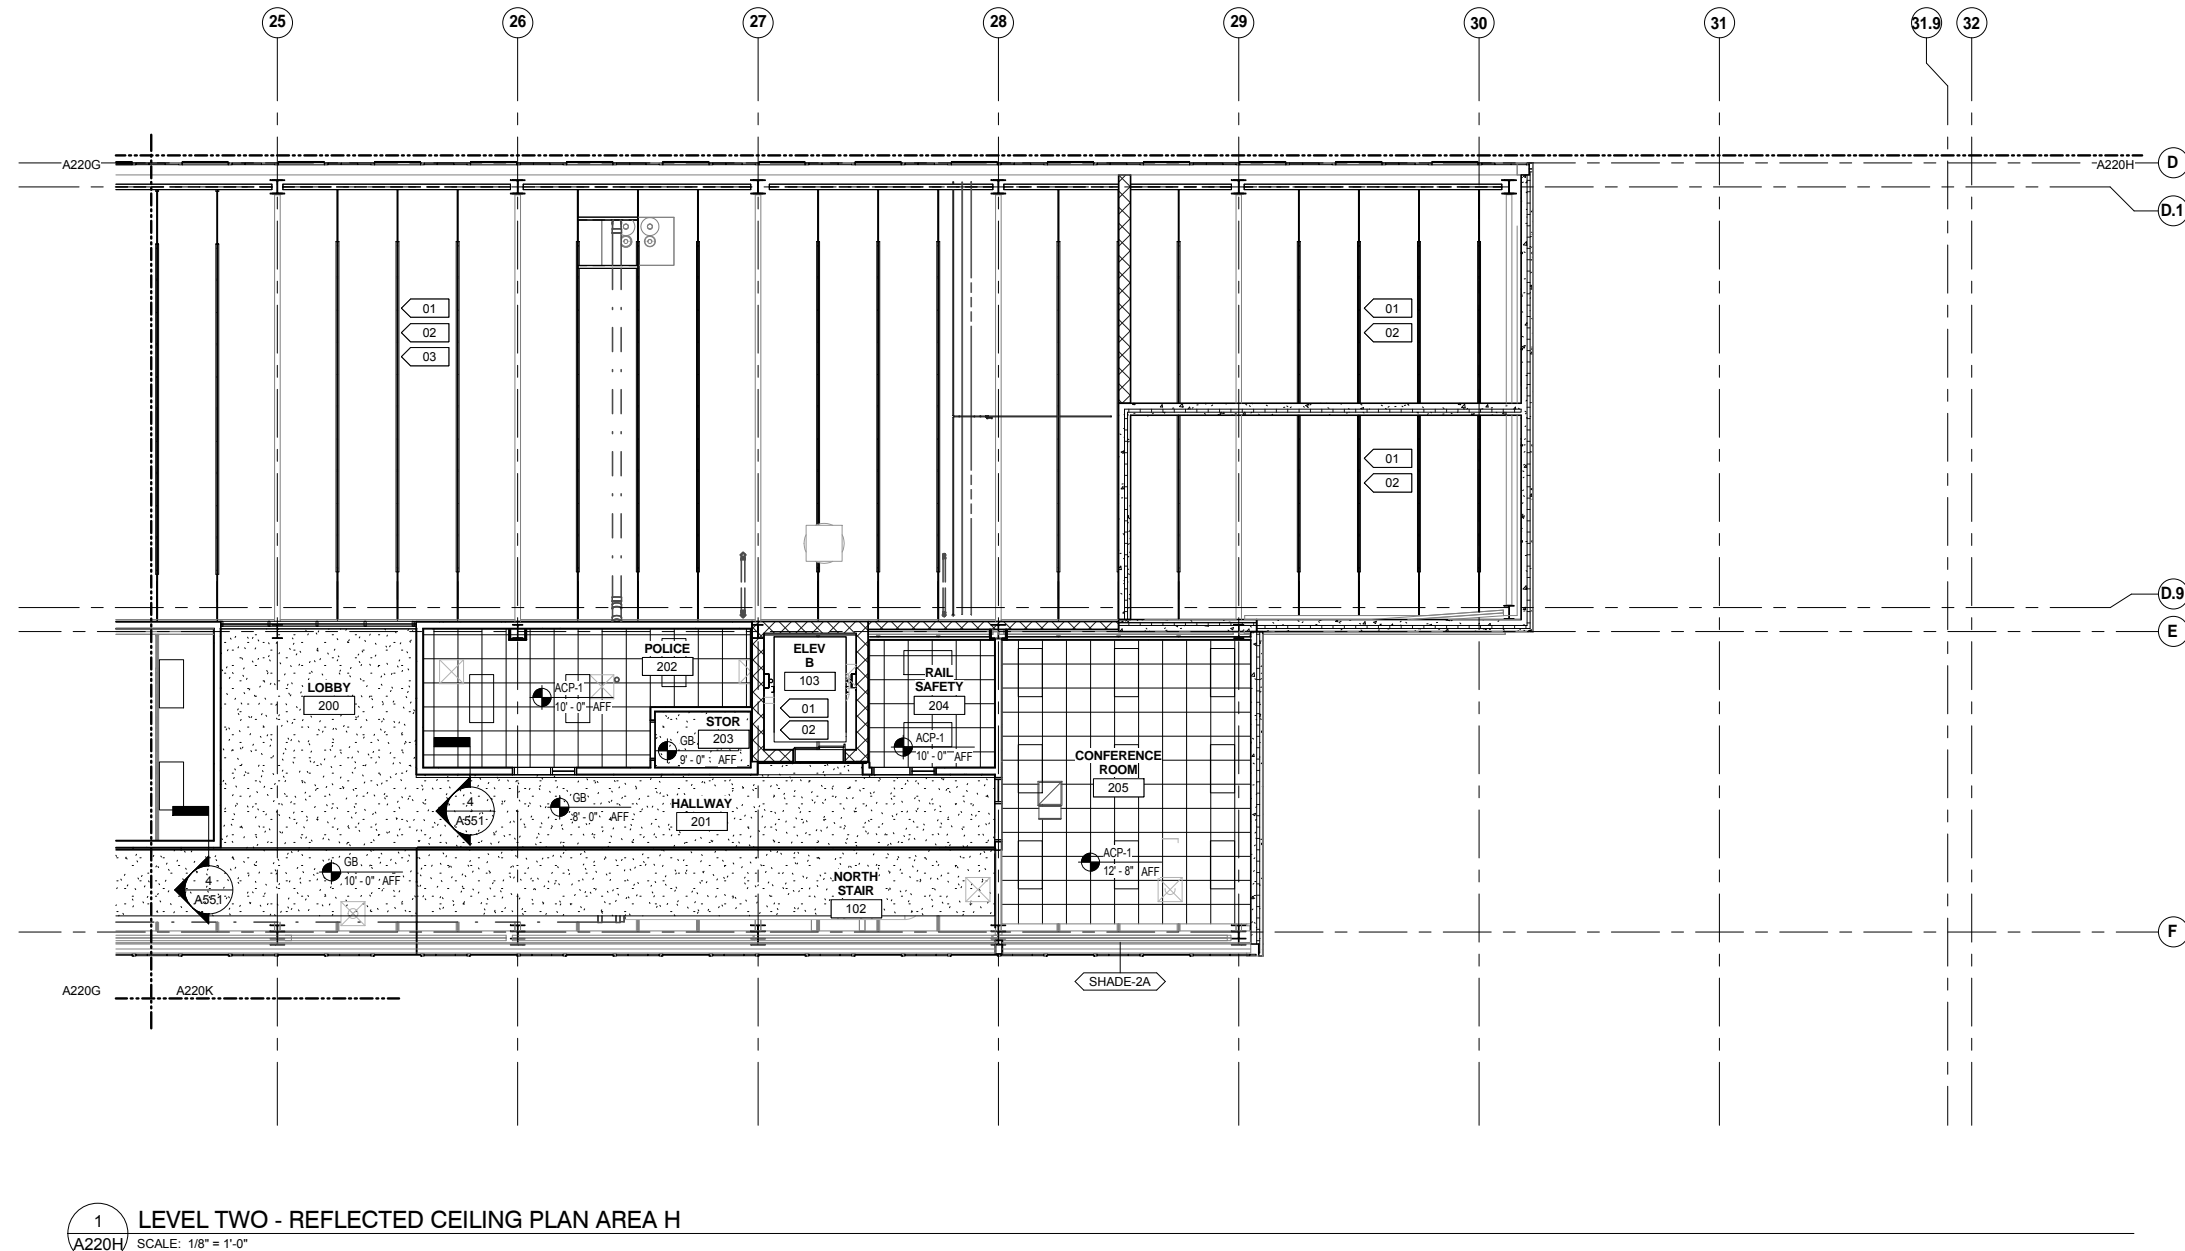 25
26
27
28
29
30
31
31.9
32
A220G
A220H
D
D.1
01
02
03
01
02
01
02
D.9
E
POLICE
202
ELEV
B
103
01
02
LOBBY
200
ACP-1
10' - 0" AFF
RAIL
SAFETY
204
STOR
203
GB
9' - 0" AFF
ACP-1
10' - 0" AFF
CONFERENCE
ROOM
205
4
A551
GB
8' - 0" AFF
HALLWAY
201
GB
10' - 0" AFF
ACP-1
12' - 8" AFF
4
A551
NORTH
STAIR
102
F
SHADE-2A
A220G
A220K
1
A220H
LEVEL TWO - REFLECTED CEILING PLAN AREA H
SCALE: 1/8" = 1'-0"